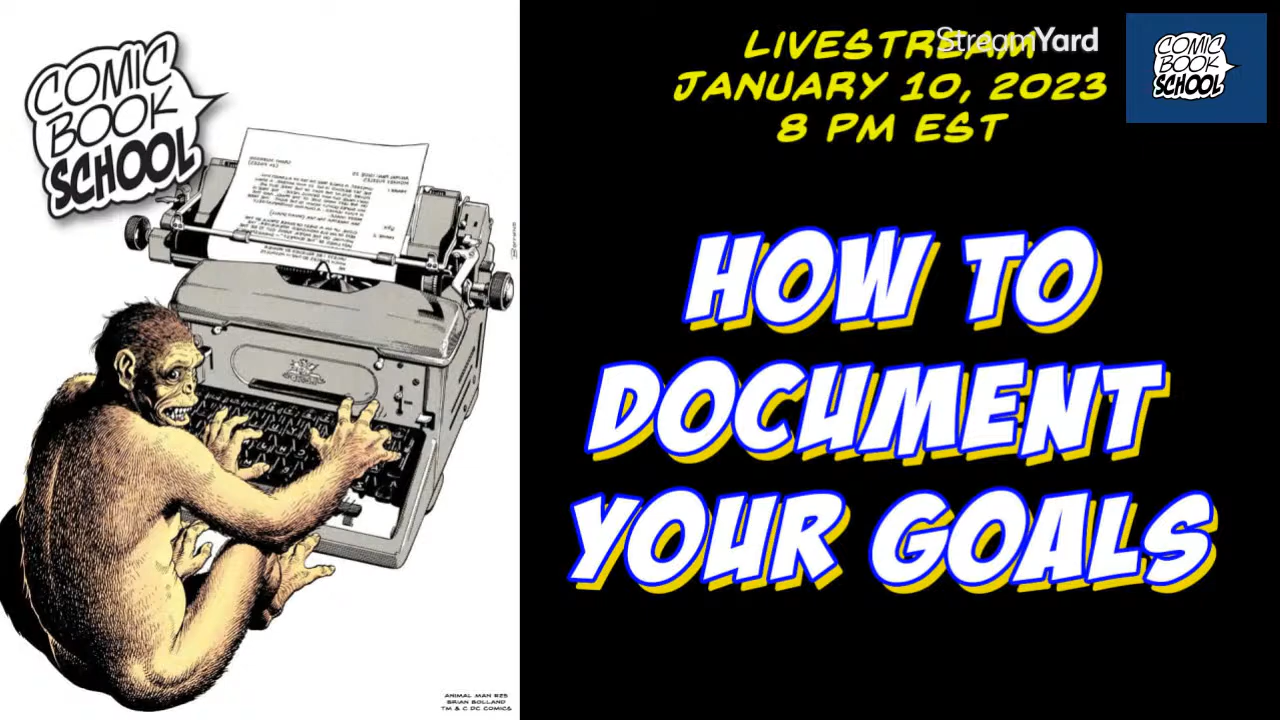 COMIC
BOOK
SCHOOL
LIVESTREAM
StreamYard
JANUARY 10, 2023
8 PM EST
COMIC
BOOK
SCHOOL
HOW TO
DOCUMENT
YOUR GOALS
Bolland
ANIMAL MAN #25
BRIAN BOLLAND
TM & © DC COMICS